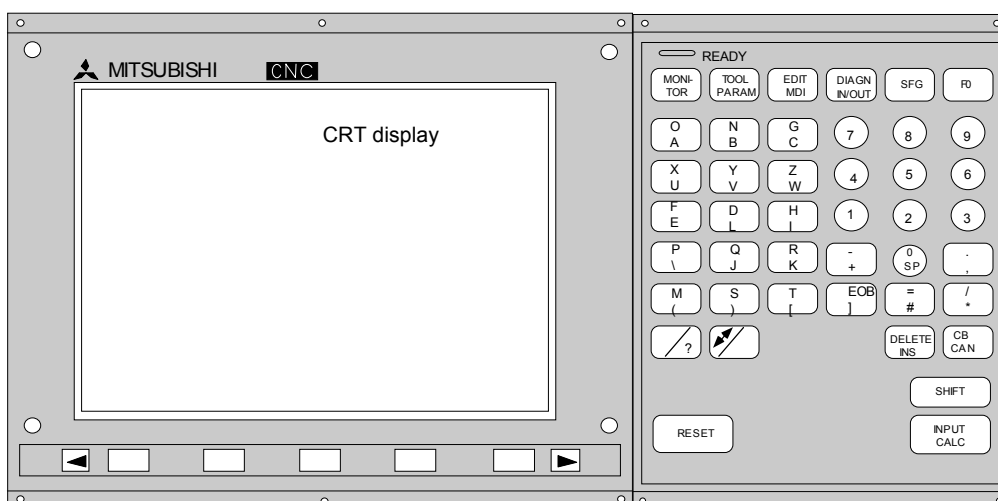 MITSUBISHI CNC
CRT display
READY
MONI-
TOR
TOOL
PARAM
EDIT
MDI
DIAGN
IN/OUT
SFG
F0
O
A
N
B
G
C
7
8
9
X
U
Y
V
Z
W
4
5
6
F
E
D
L
H
I
1
2
3
P
\
Q
J
R
K
-
+
0
SP
.
,
M
(
S
)
T
[
EOB
]
=
#
/
*
?
DELETE
INS
CB
CAN
SHIFT
RESET
INPUT
CALC